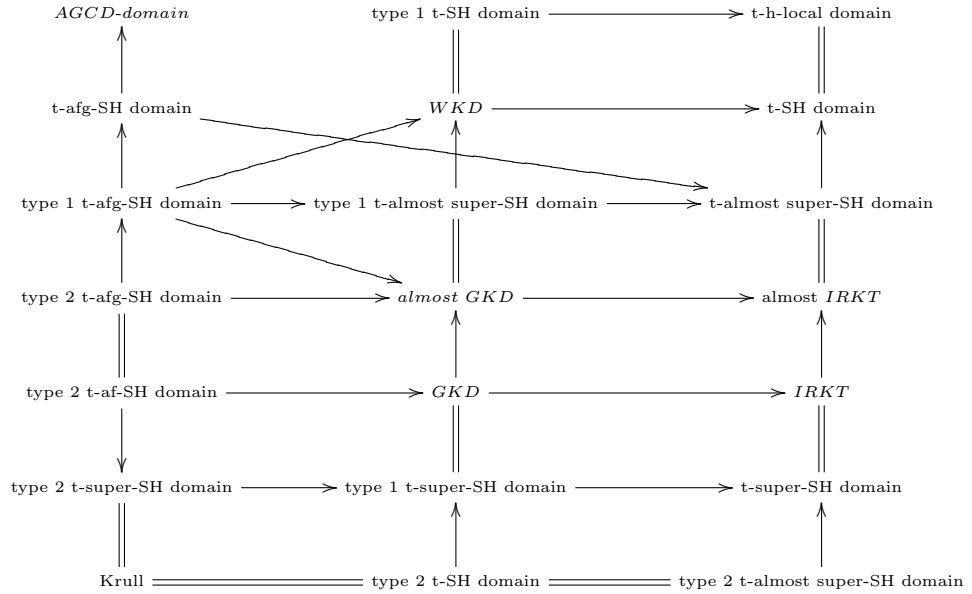 AGCD-domain type 1 t-SH domain t-h-local domain
t-afg-SH domain WKD t-SH domain
type 1 t-afg-SH domain type 1 t-almost super-SH domain t-almost super-SH domain
type 2 t-afg-SH domain almost GKD almost IRKT
type 2 t-af-SH domain GKD IRKT
type 2 t-super-SH domain type 1 t-super-SH domain t-super-SH domain
Krull type 2 t-SH domain type 2 t-almost super-SH domain